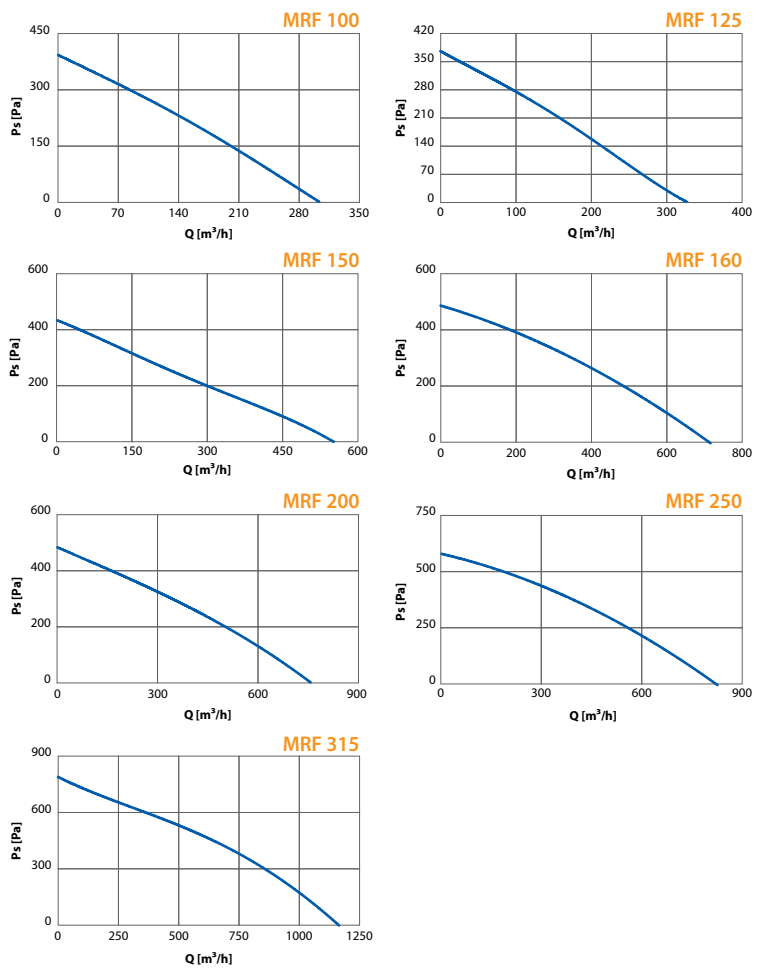 MRF 100
Ps [Pa]
450
300
150
0
0 70 140 210 280 350
Q [m³/h]
MRF 125
Ps [Pa]
420
350
280
210
140
70
0
0 100 200 300 400
Q [m³/h]
MRF 150
Ps [Pa]
600
400
200
0
0 150 300 450 600
Q [m³/h]
MRF 160
Ps [Pa]
600
400
200
0
0 200 400 600 800
Q [m³/h]
MRF 200
Ps [Pa]
600
400
200
0
0 300 600 900
Q [m³/h]
MRF 250
Ps [Pa]
750
500
250
0
0 300 600 900
Q [m³/h]
MRF 315
Ps [Pa]
900
600
300
0
0 250 500 750 1000 1250
Q [m³/h]